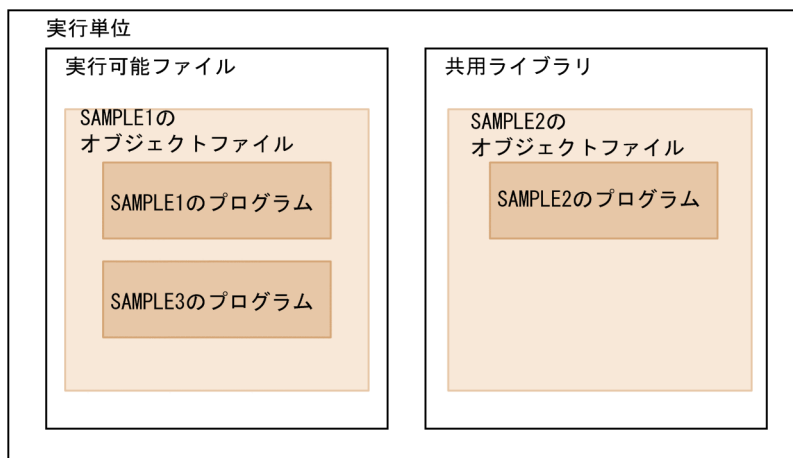 実行単位
実行可能ファイル
SAMPLE1の
オブジェクトファイル
SAMPLE1のプログラム
SAMPLE3のプログラム
共用ライブラリ
SAMPLE2の
オブジェクトファイル
SAMPLE2のプログラム